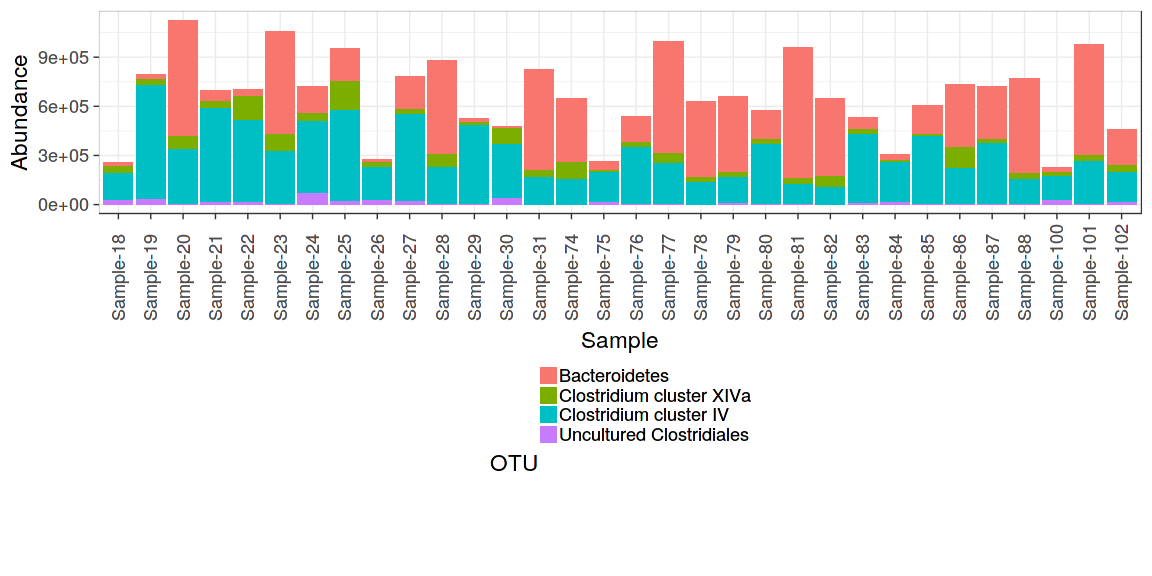 Abundance
9e+05
6e+05
3e+05
0e+00
Sample-18
Sample-19
Sample-20
Sample-21
Sample-22
Sample-23
Sample-24
Sample-25
Sample-26
Sample-27
Sample-28
Sample-29
Sample-30
Sample-31
Sample-74
Sample-75
Sample-76
Sample-77
Sample-78
Sample-79
Sample-80
Sample-81
Sample-82
Sample-83
Sample-84
Sample-85
Sample-86
Sample-87
Sample-88
Sample-100
Sample-101
Sample-102
Sample
Bacteroidetes
Clostridium cluster XIVa
Clostridium cluster IV
Uncultured Clostridiales
OTU